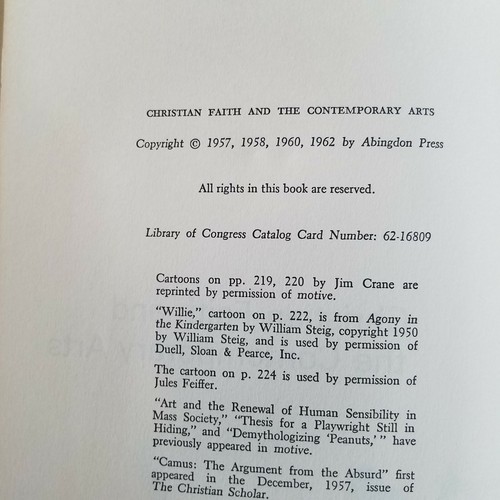 CHRISTIAN FAITH AND THE CONTEMPORARY ARTS
Copyright © 1957, 1958, 1960, 1962 by Abingdon Press
All rights in this book are reserved.
Library of Congress Catalog Card Number: 62-16809
Cartoons on pp. 219, 220 by Jim Crane are
reprinted by permission of motive.
"Willie," cartoon on p. 222, is from Agony in
the Kindergarten by William Steig, copyright 1950
by William Steig, and is used by permission of
Duell, Sloan & Pearce, Inc.
The cartoon on p. 224 is used by permission of
Jules Feiffer.
"Art and the Renewal of Human Sensibility in
Mass Society," "Thesis for a Playwright Still in
Hiding," and "Demythologizing 'Peanuts,' " have
previously appeared in motive.
"Camus: The Argument from the Absurd" first
appeared in the December, 1957, issue of
The Christian Scholar.